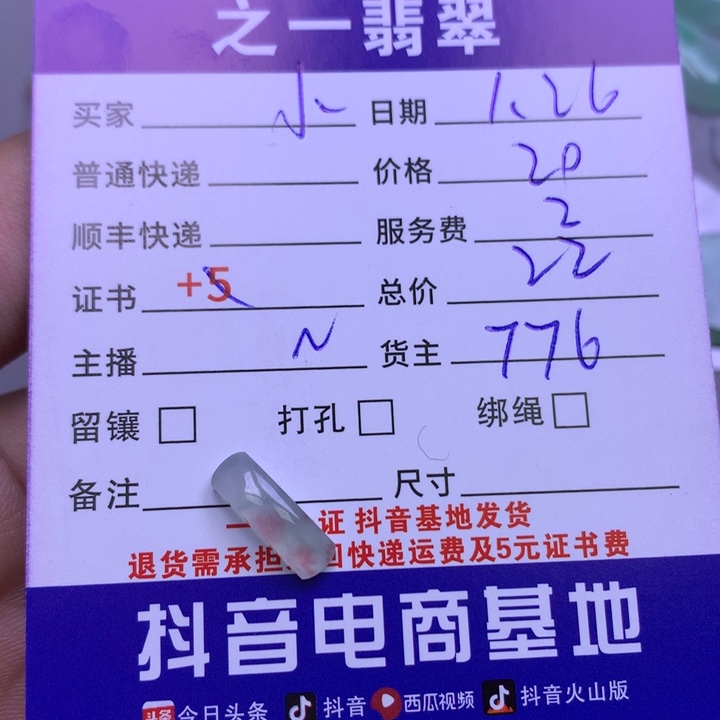 之一翡翠
买家 小 日期 1.26
普通快递 价格 20
顺丰快递 服务费 2
证书 +5 总价 22
主播 N 货主 776
留镶 打孔 绑绳
备注 尺寸
一 证 抖音基地发货
退货需承担 回快递运费及5元证书费
抖音电商基地
头条 今日头条 抖音 西瓜视频 抖音火山版